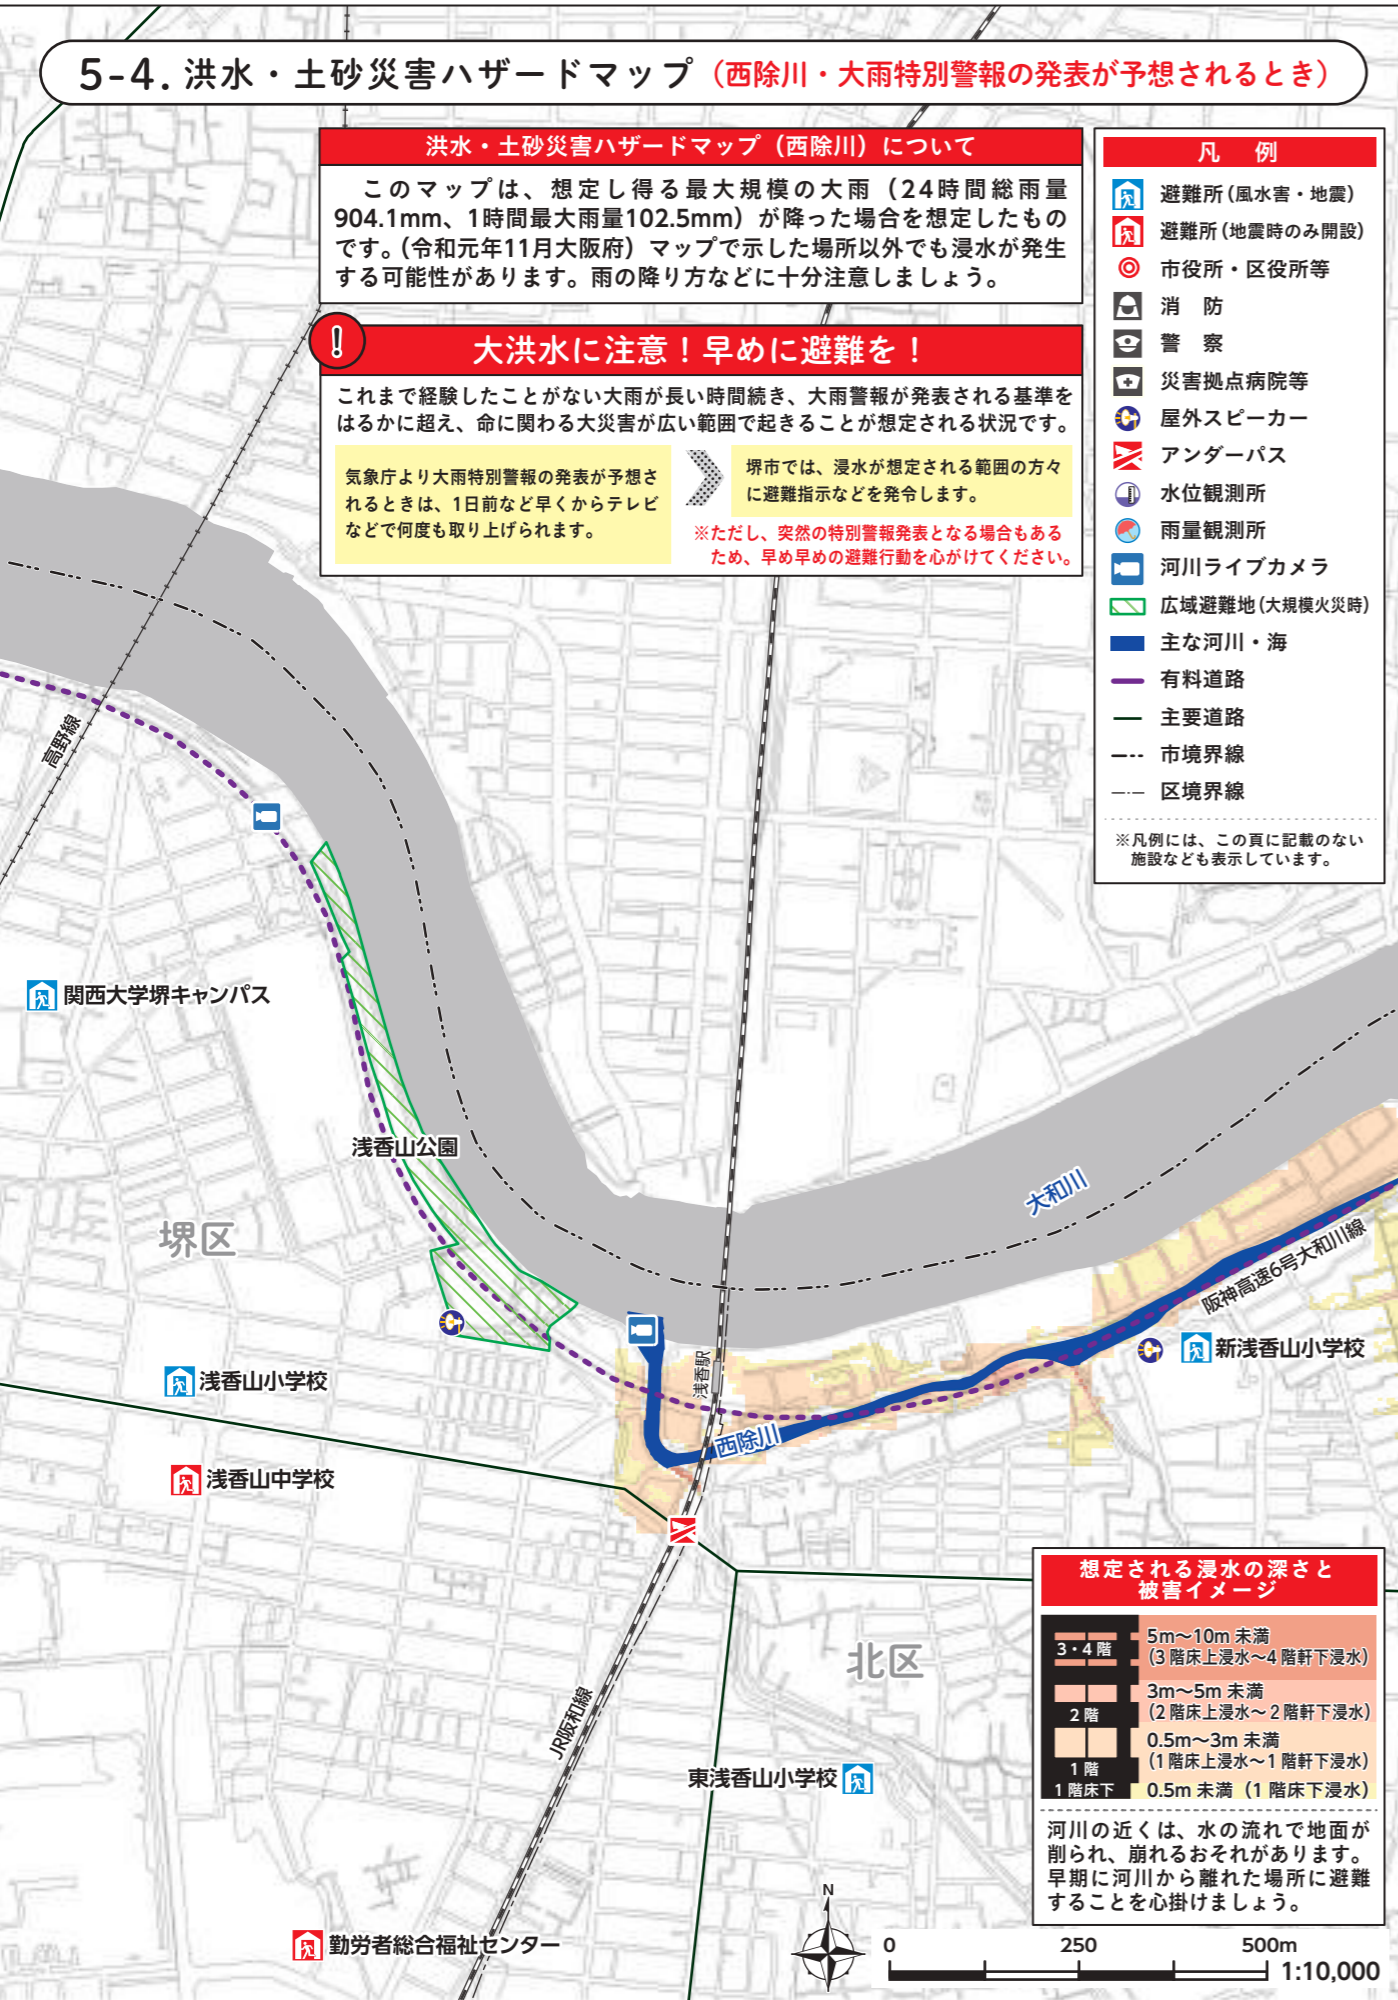 5-4. 洪水・土砂災害ハザードマップ（西除川・大雨特別警報の発表が予想されるとき）
洪水・土砂災害ハザードマップ（西除川）について
このマップは、想定し得る最大規模の大雨（24時間総雨量
904.1mm、1時間最大雨量102.5mm）が降った場合を想定したもの
です。（令和元年11月大阪府）マップで示した場所以外でも浸水が発生
する可能性があります。雨の降り方などに十分注意しましょう。
!
大洪水に注意！早めに避難を！
これまで経験したことがない大雨が長い時間続き、大雨警報が発表される基準を
はるかに超え、命に関わる大災害が広い範囲で起きることが想定される状況です。
気象庁より大雨特別警報の発表が予想さ
れるときは、1日前など早くからテレビ
などで何度も取り上げられます。
堺市では、浸水が想定される範囲の方々
に避難指示などを発令します。
※ただし、突然の特別警報発表となる場合もある
ため、早め早めの避難行動を心がけてください。
凡 例
避難所（風水害・地震）
避難所（地震時のみ開設）
市役所・区役所等
消 防
警 察
災害拠点病院等
屋外スピーカー
アンダーパス
水位観測所
雨量観測所
河川ライブカメラ
広域避難地（大規模火災時）
主な河川・海
有料道路
主要道路
市境界線
区境界線
※凡例には、この頁に記載のない
施設なども表示しています。
高野線
関西大学堺キャンパス
浅香山公園
大和川
堺区
阪神高速6号大和川線
新浅香山小学校
浅香駅
浅香山小学校
西除川
浅香山中学校
北区
JR阪和線
東浅香山小学校
勤労者総合福祉センター
想定される浸水の深さと
被害イメージ
3・4階
5m～10m 未満
（3階床上浸水～4階軒下浸水）
2階
3m～5m 未満
（2階床上浸水～2階軒下浸水）
1階
0.5m～3m 未満
（1階床上浸水～1階軒下浸水）
1階床下
0.5m 未満（1階床下浸水）
河川の近くは、水の流れで地面が
削られ、崩れるおそれがあります。
早期に河川から離れた場所に避難
することを心掛けましょう。
N
0 250 500m
1:10,000